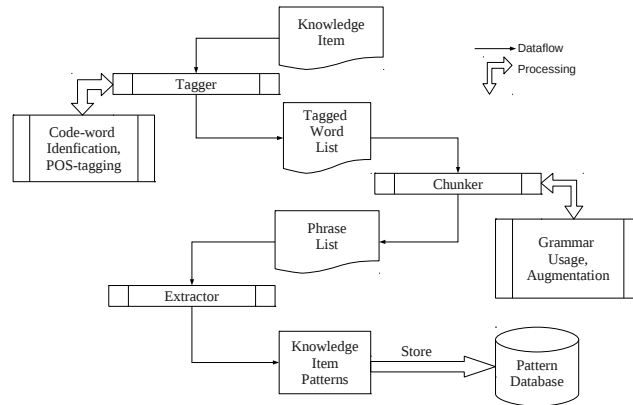 Knowledge
Item
Dataflow
Processing
Tagger
Code-word
Idenfication,
POS-tagging
Tagged
Word
List
Chunker
Phrase
List
Grammar
Usage,
Augmentation
Extractor
Knowledge
Item
Patterns
Store
Pattern
Database